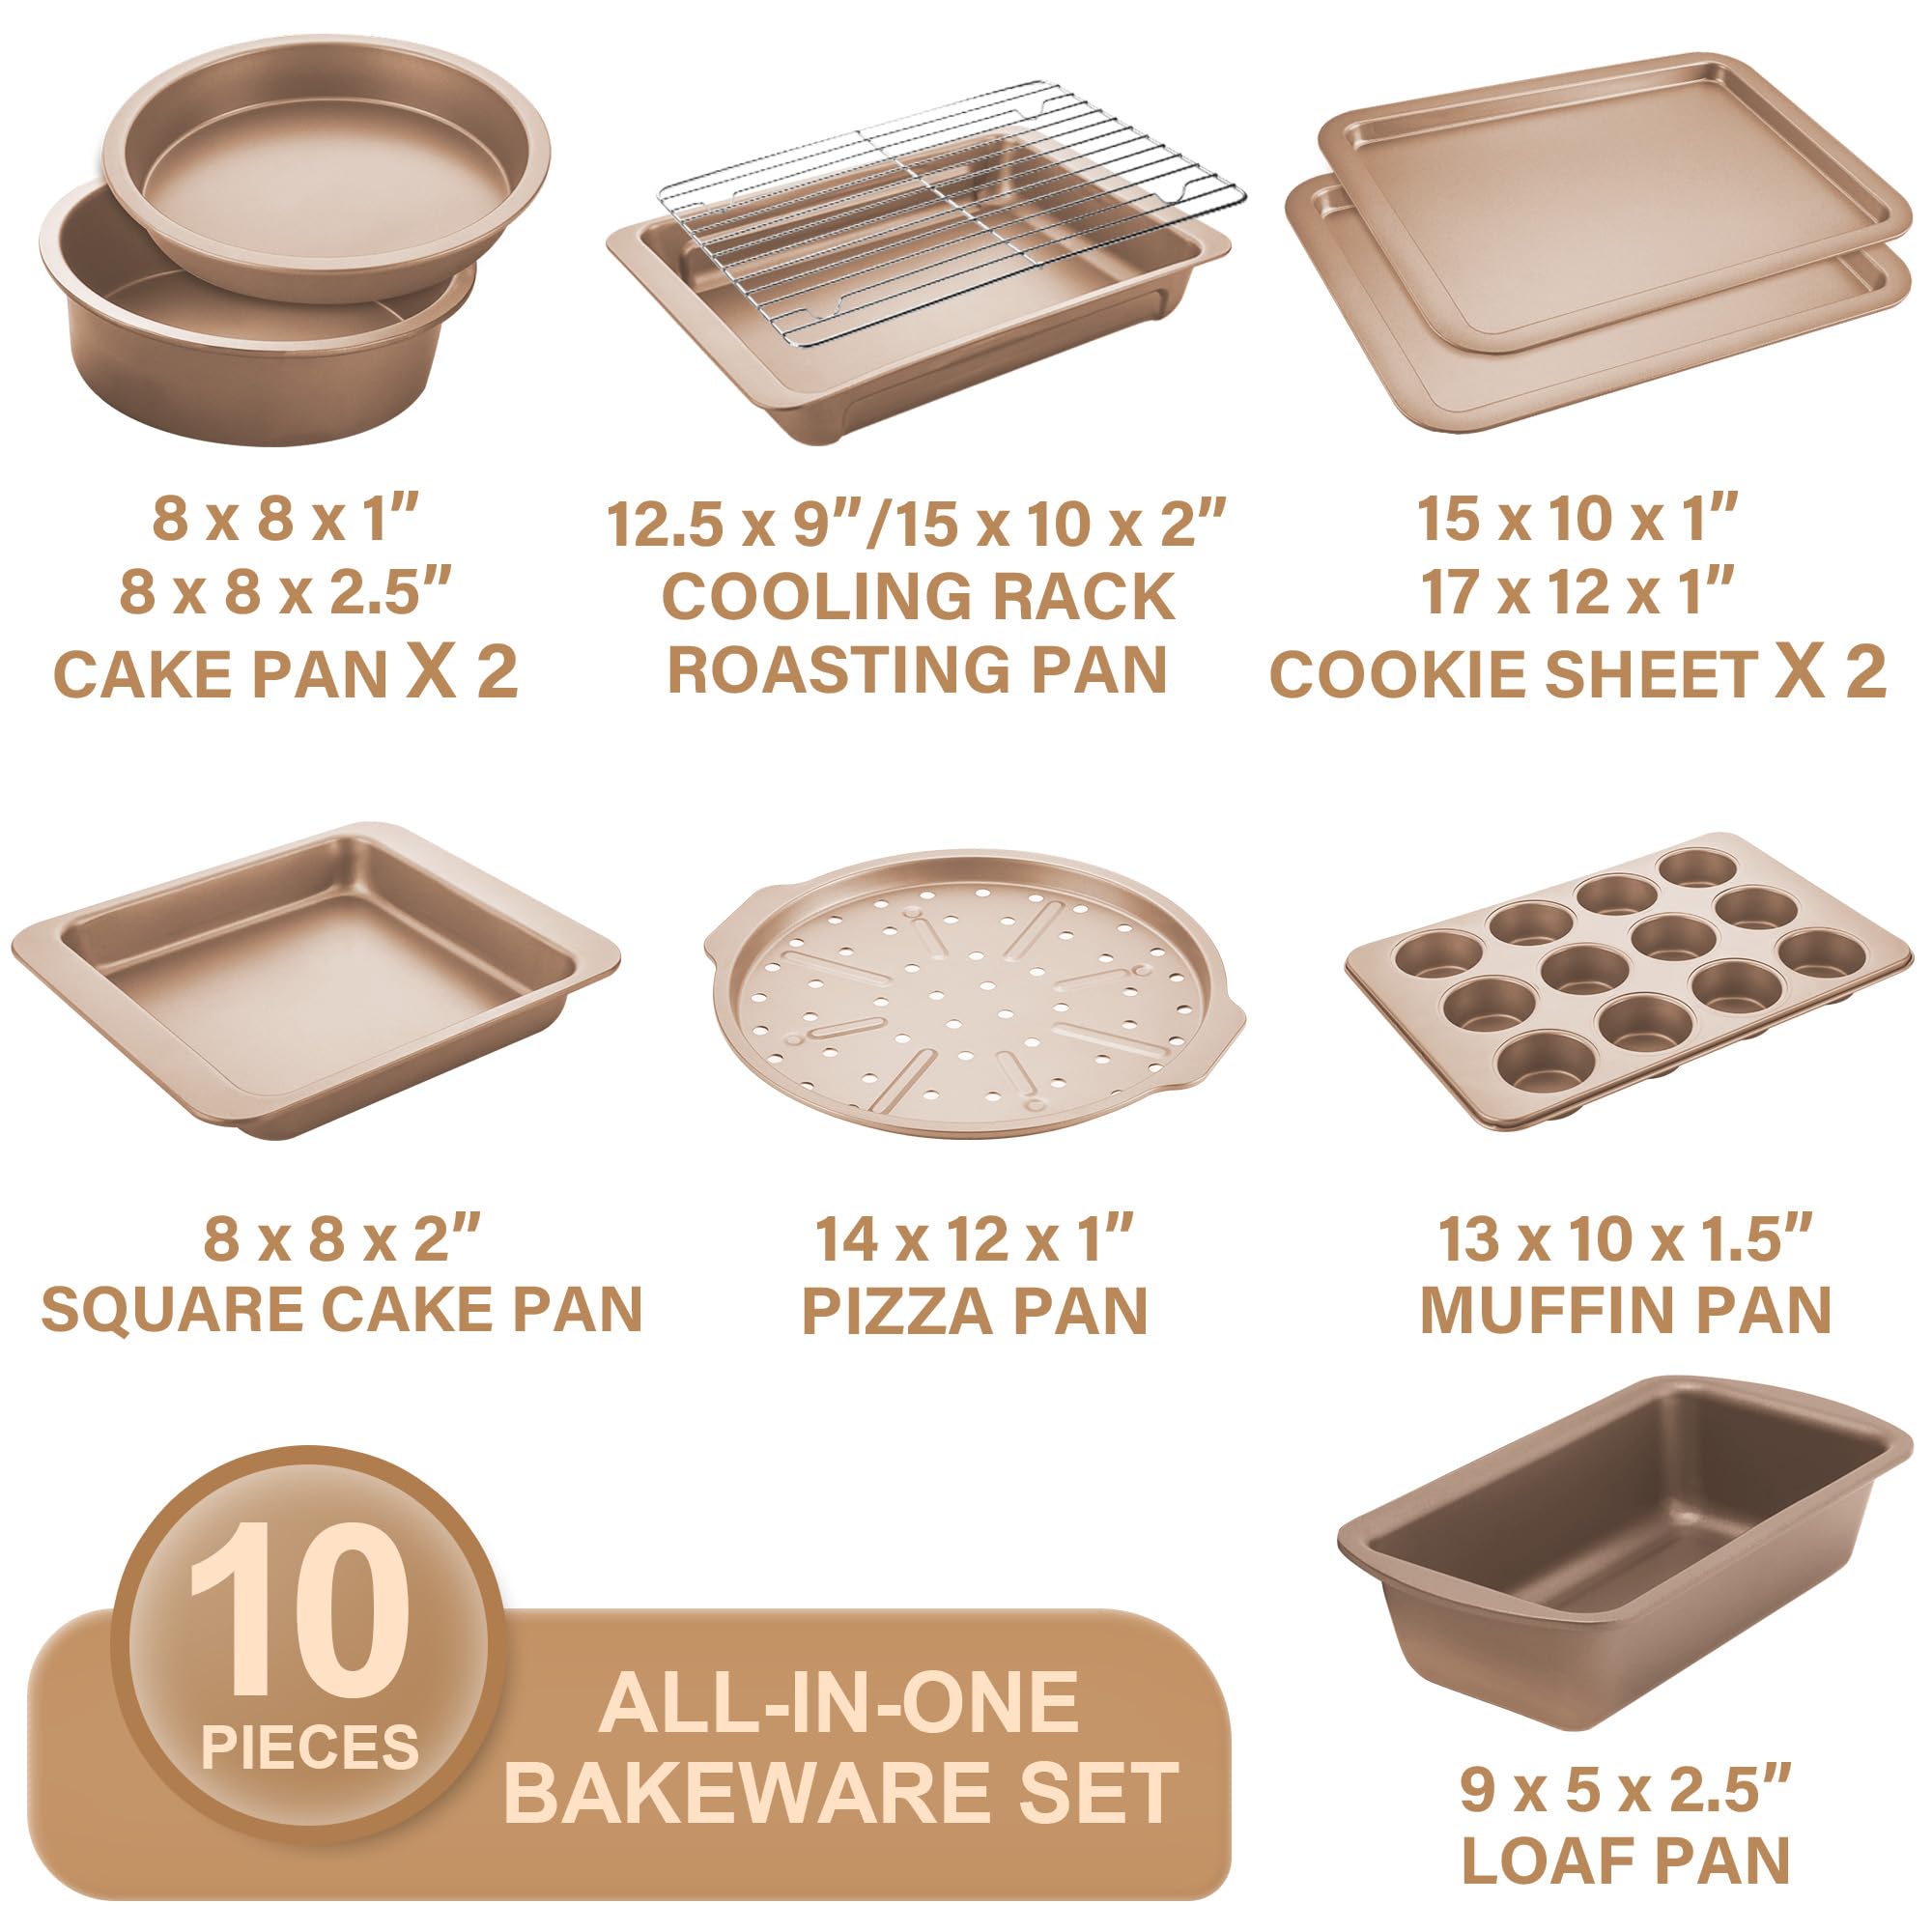 8 x 8 x 1″
8 x 8 x 2.5″
CAKE PAN X 2
12.5 x 9″/15 x 10 x 2″
COOLING RACK
ROASTING PAN
15 x 10 x 1″
17 x 12 x 1″
COOKIE SHEET X 2
8 x 8 x 2″
SQUARE CAKE PAN
14 x 12 x 1″
PIZZA PAN
13 x 10 x 1.5″
MUFFIN PAN
10
PIECES
ALL-IN-ONE
BAKEWARE SET
9 x 5 x 2.5″
LOAF PAN